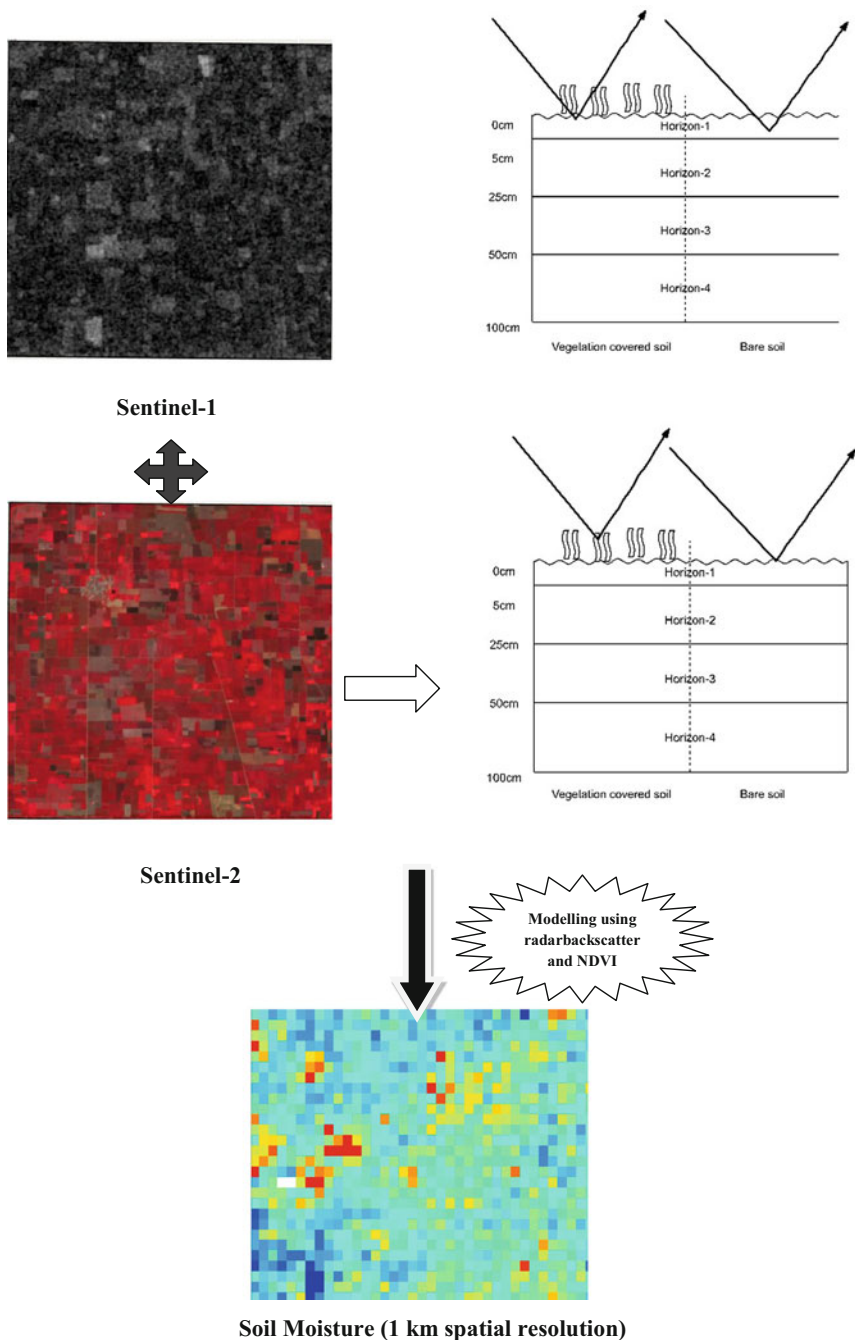 0cm
Horizon-1
5cm
Horizon-2
25cm
Horizon-3
50cm
Horizon-4
100cm
Vegelation covered soil Bare soil
Sentinel-1
0cm
Horizon-1
5cm
Horizon-2
25cm
Horizon-3
50cm
Horizon-4
100cm
Vegelation covered soil Bare soil
Sentinel-2
Modelling using
radarbackscatter
and NDVI
Soil Moisture (1 km spatial resolution)